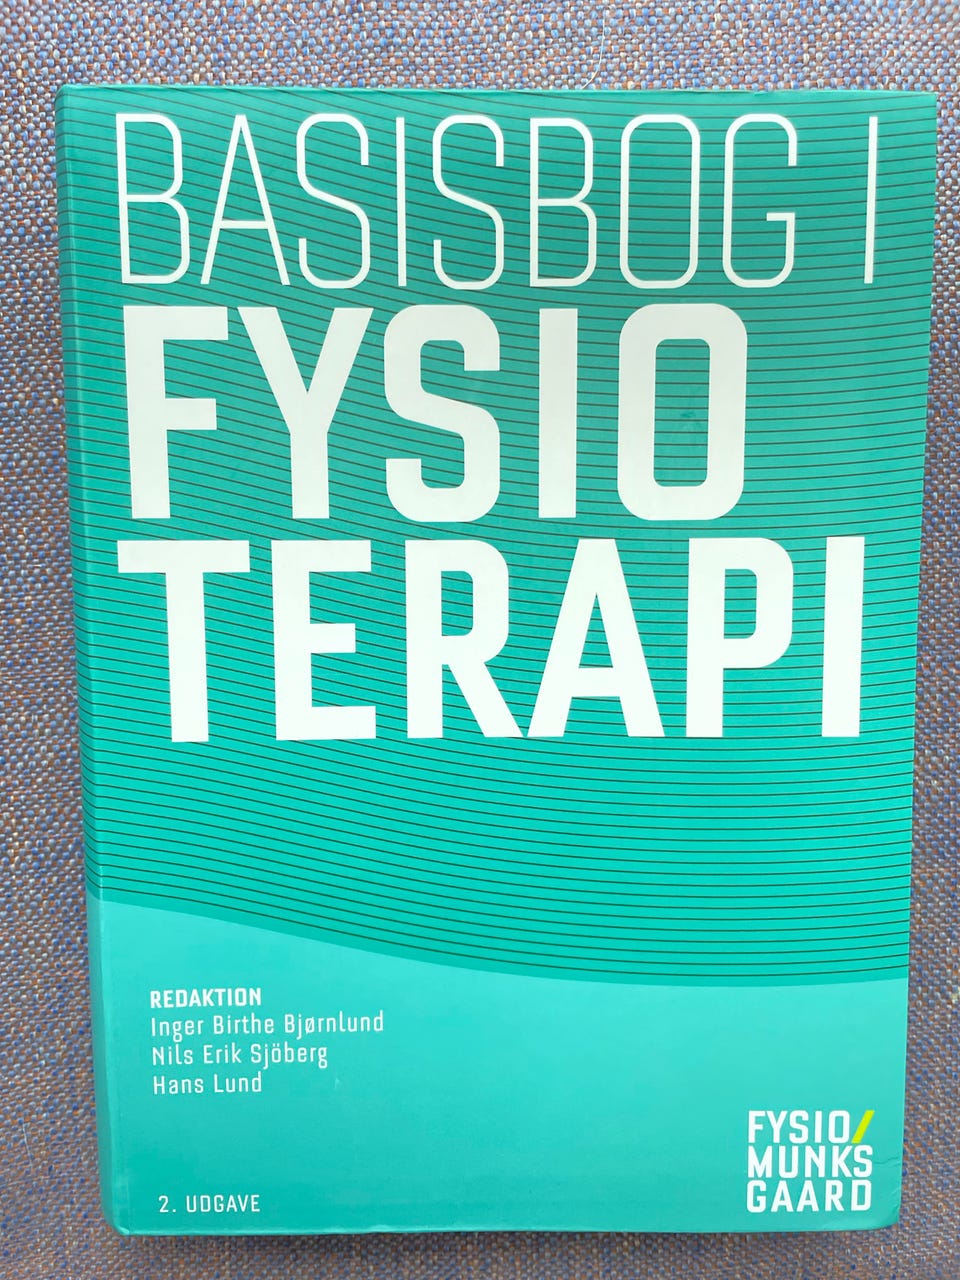 BASISBOG I
FYSIO
TERAPI
REDAKTION
Inger Birthe Bjørnlund
Nils Erik Sjöberg
Hans Lund
2. UDGAVE
FYSIO/
MUNKS
GAARD